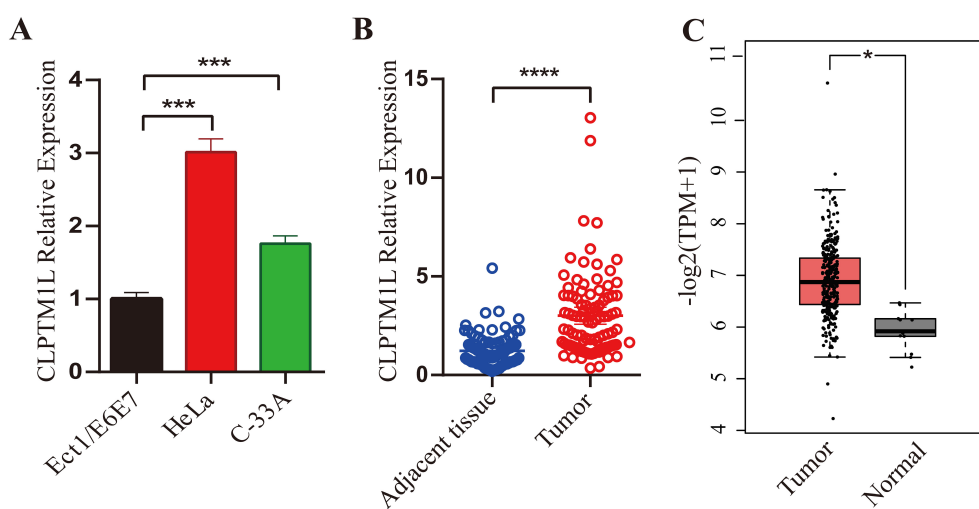 A
CLPTM1L Relative Expression
4
3
2
1
0
***
***
Ect1/E6E7
HeLa
C-33A
B
CLPTM1L Relative Expression
15
10
5
0
****
Adjacent tissue
Tumor
C
-log2(TPM+1)
11
10
9
8
7
6
5
4
*
Tumor
Normal